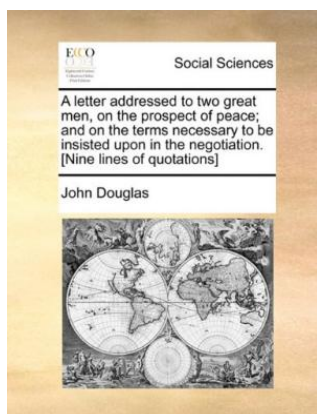 ECCO
Social Sciences
A letter addressed to two great
men, on the prospect of peace;
and on the terms necessary to be
insisted upon in the negotiation.
[Nine lines of quotations]
John Douglas